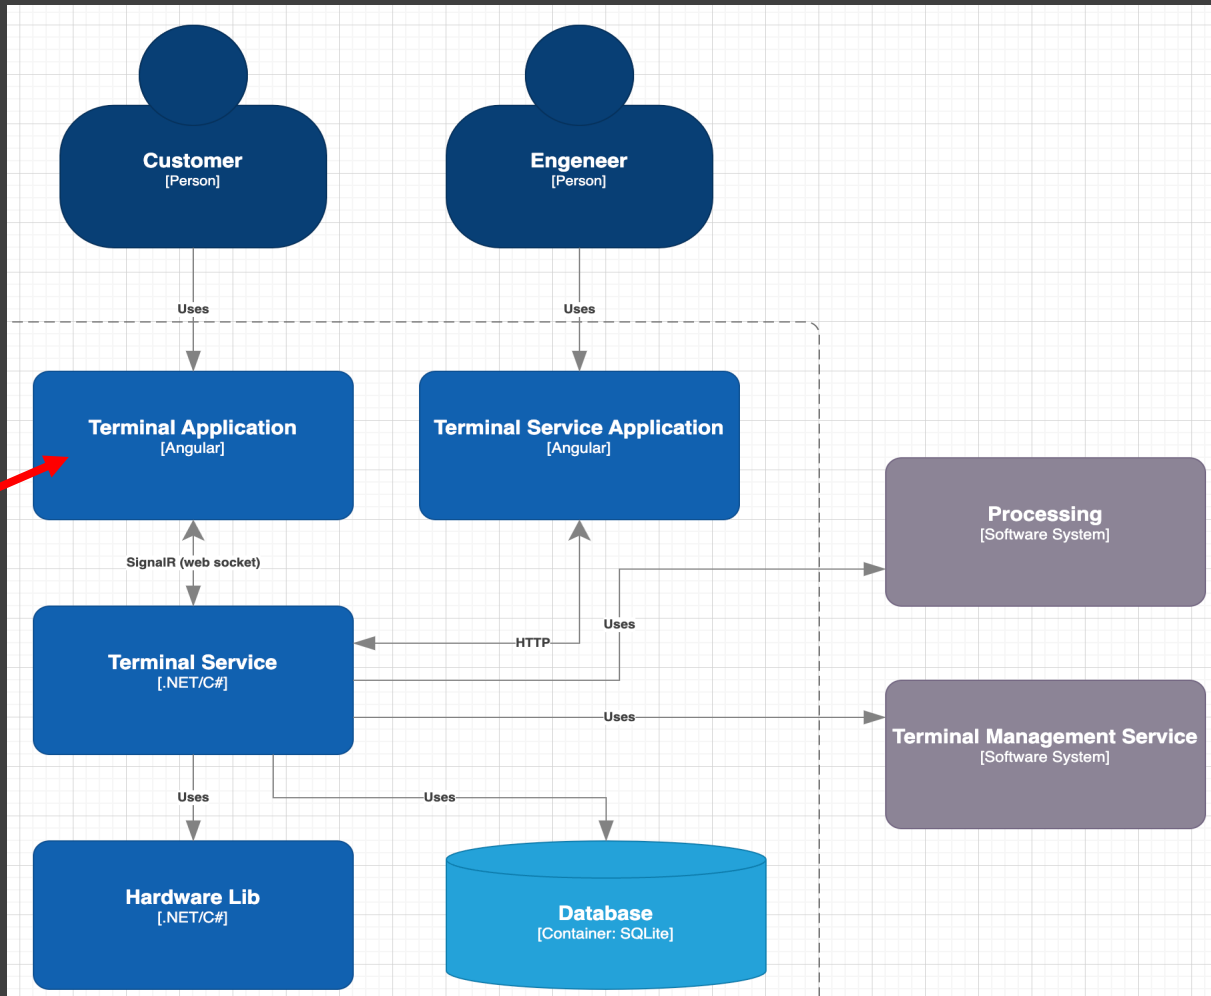 Customer
[Person]
Engeneer
[Person]
Uses
Uses
Terminal Application
[Angular]
Terminal Service Application
[Angular]
Processing
[Software System]
SignalR (web socket)
Uses
HTTP
Terminal Service
[.NET/C#]
Uses
Terminal Management Service
[Software System]
Uses
Uses
Hardware Lib
[.NET/C#]
Database
[Container: SQLite]